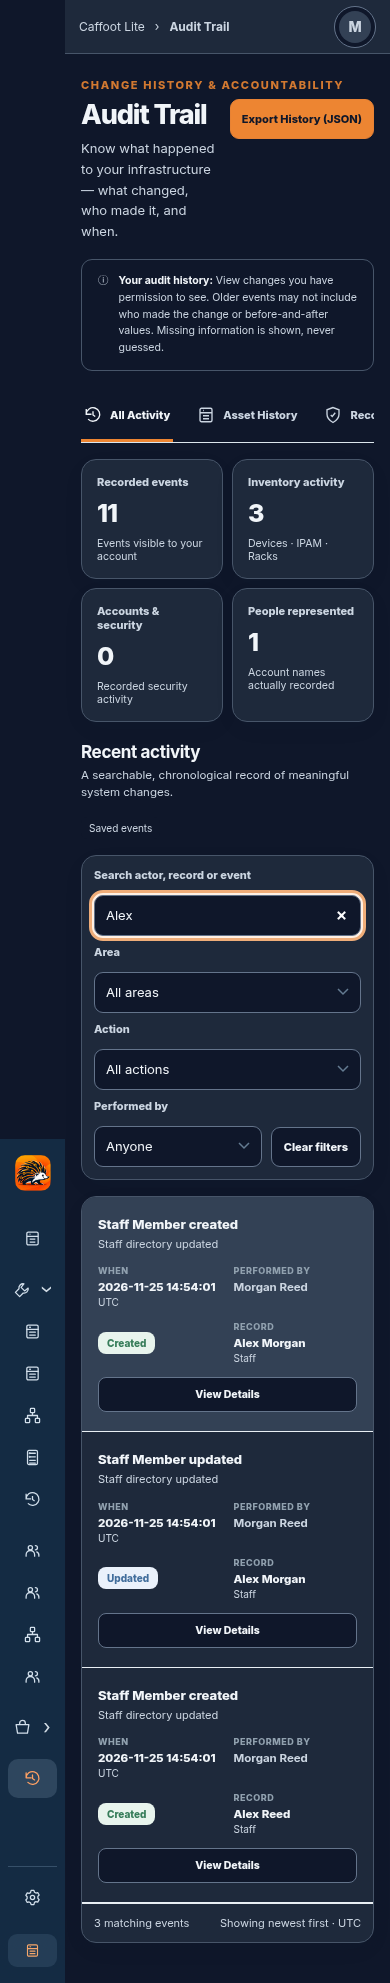 Caffoot Lite › Audit Trail
M
CHANGE HISTORY & ACCOUNTABILITY
Audit Trail
Export History (JSON)
Know what happened
to your infrastructure
— what changed,
who made it, and
when.
Your audit history: View changes you have
permission to see. Older events may not include
who made the change or before-and-after
values. Missing information is shown, never
guessed.
All Activity
Asset History
Reco
Recorded events
11
Events visible to your
account
Inventory activity
3
Devices · IPAM ·
Racks
Accounts &
security
0
Recorded security
activity
People represented
1
Account names
actually recorded
Recent activity
A searchable, chronological record of meaningful
system changes.
Saved events
Search actor, record or event
Alex
Area
All areas
Action
All actions
Performed by
Anyone
Clear filters
Staff Member created
Staff directory updated
WHEN
2026-11-25 14:54:01
UTC
PERFORMED BY
Morgan Reed
Created
RECORD
Alex Morgan
Staff
View Details
Staff Member updated
Staff directory updated
WHEN
2026-11-25 14:54:01
UTC
PERFORMED BY
Morgan Reed
Updated
RECORD
Alex Morgan
Staff
View Details
Staff Member created
Staff directory updated
WHEN
2026-11-25 14:54:01
UTC
PERFORMED BY
Morgan Reed
Created
RECORD
Alex Reed
Staff
View Details
3 matching events
Showing newest first · UTC